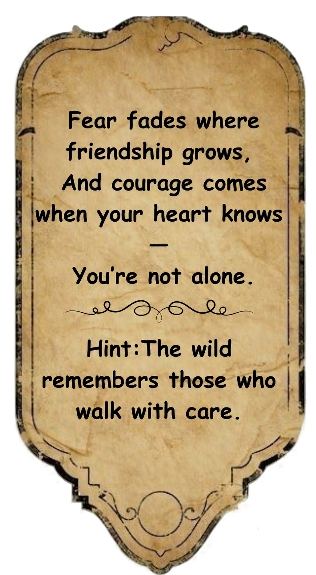 Fear fades where
friendship grows,
And courage comes
when your heart knows
—
You're not alone.
Hint:The wild
remembers those who
walk with care.